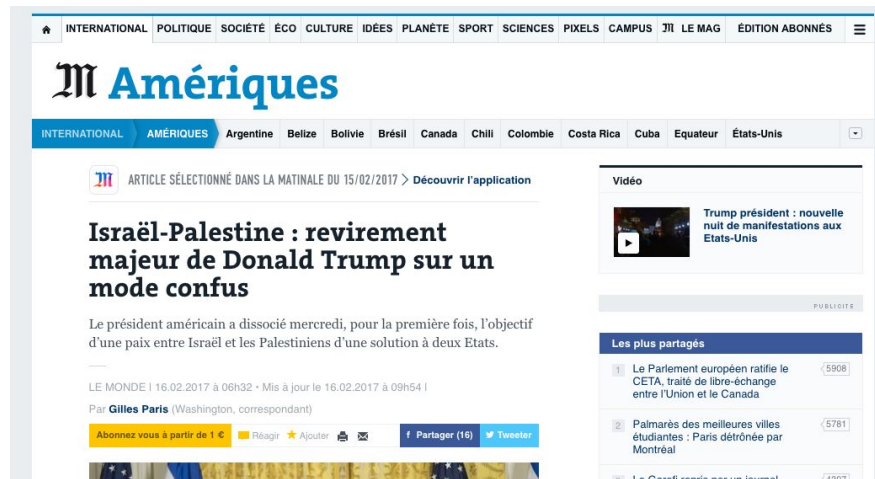 INTERNATIONAL POLITIQUE SOCIÉTÉ ÉCO CULTURE IDÉES PLANÈTE SPORT SCIENCES PIXELS CAMPUS M LE MAG ÉDITION ABONNÉS
M Amériques
INTERNATIONAL AMÉRIQUES Argentine Belize Bolivie Brésil Canada Chili Colombie Costa Rica Cuba Equateur États-Unis
M ARTICLE SÉLECTIONNÉ DANS LA MATINALE DU 15/02/2017 > Découvrir l'application
Israël-Palestine : revirement
majeur de Donald Trump sur un
mode confus
Le président américain a dissocié mercredi, pour la première fois, l'objectif
d'une paix entre Israël et les Palestiniens d'une solution à deux Etats.
LE MONDE | 16.02.2017 à 06h32 • Mis à jour le 16.02.2017 à 09h54 |
Par Gilles Paris (Washington, correspondant)
Abonnez vous à partir de 1 € Réagir Ajouter f Partager (16) Tweeter
Vidéo
Trump président : nouvelle
nuit de manifestations aux
Etats-Unis
PUBLICITÉ
Les plus partagés
1 Le Parlement européen ratifie le 5908
CETA, traité de libre-échange
entre l'Union et le Canada
2 Palmarès des meilleures villes 5781
étudiantes : Paris détrônée par
Montréal